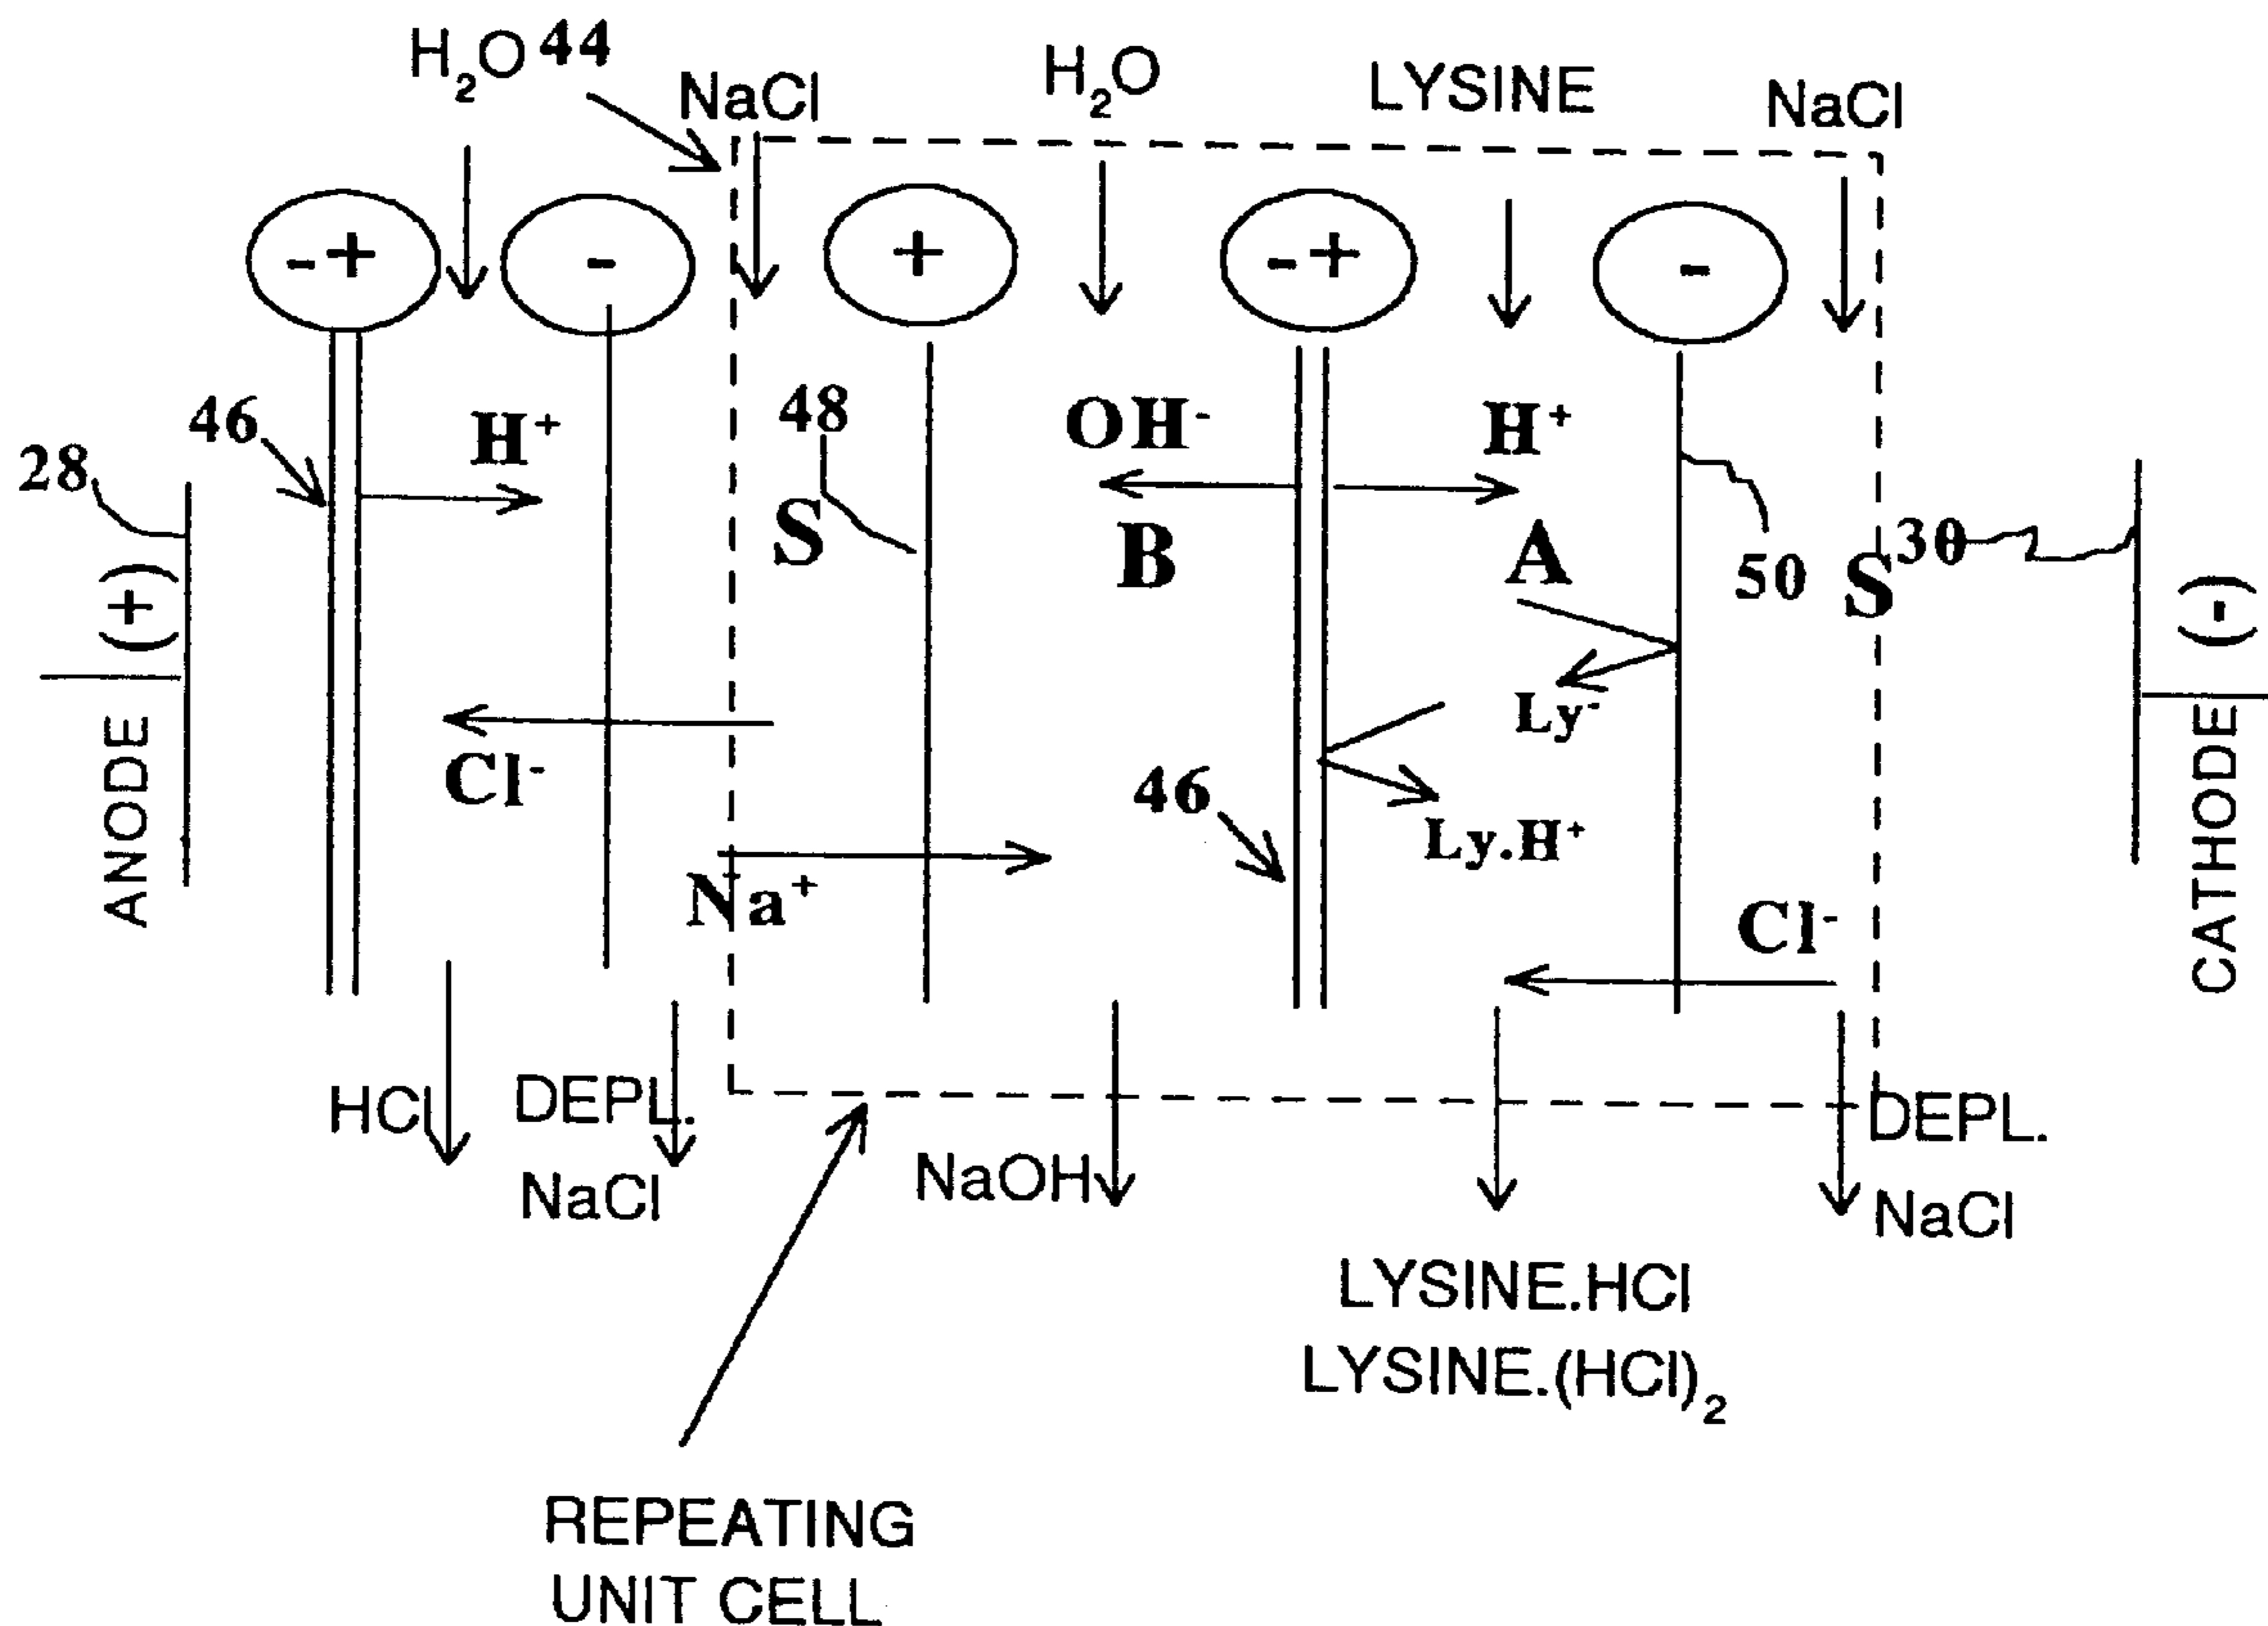 H₂O 44
NaCl
H₂O
LYSINE
NaCl
-+
-
+
-+
-
46
H⁺
48
OH⁻
H⁺
28
S
B
A
50
S
30
(+)
ANODE
(-)
CATHODE
Ly⁻
Cl⁻
46
Ly.H⁺
Na⁺
Cl⁻
HCl
DEPL.
NaCl
NaOH
DEPL.
NaCl
LYSINE.HCl
LYSINE.(HCl)₂
REPEATING
UNIT CELL